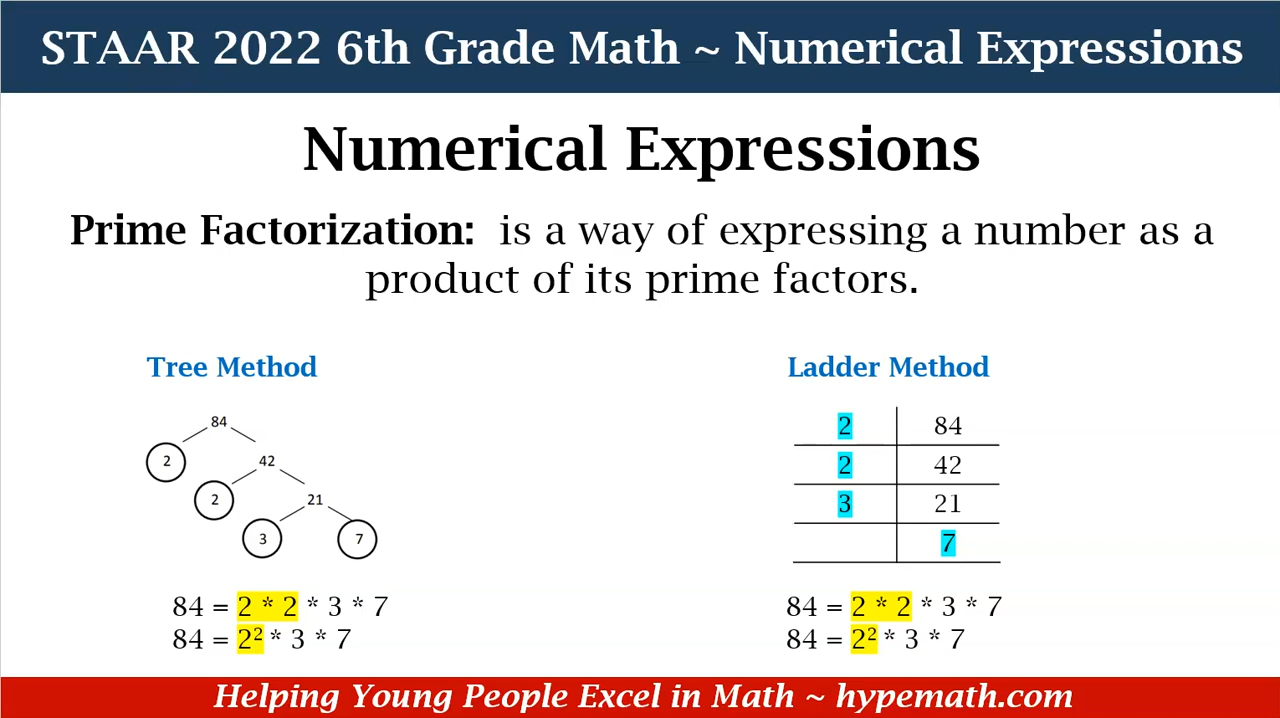 STAAR 2022 6th Grade Math ~ Numerical Expressions
Numerical Expressions
Prime Factorization: is a way of expressing a number as a
product of its prime factors.
Tree Method
84
2 42
2 21
3 7
84 = 2 * 2 * 3 * 7
84 = 2² * 3 * 7
Ladder Method
2 84
2 42
3 21
7
84 = 2 * 2 * 3 * 7
84 = 2² * 3 * 7
Helping Young People Excel in Math ~ hypemath.com